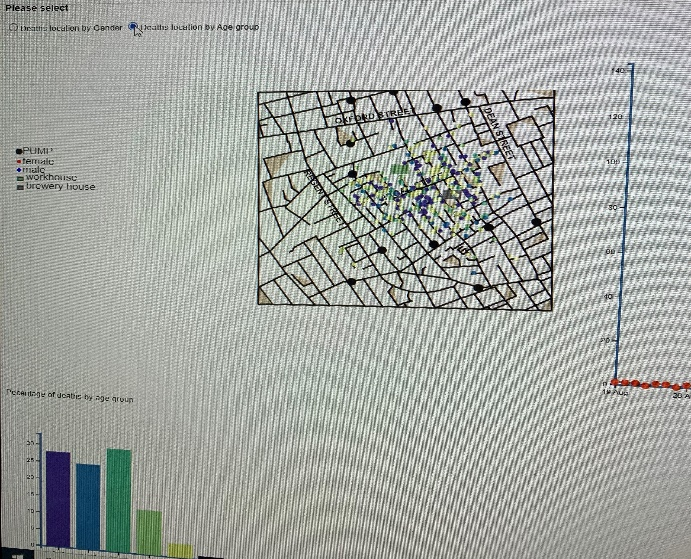 Please select
Deaths location by Gender
Deaths location by Age group
OXFORD STREET
DEAN STREET
REGENT STREET
PUMP
female
male
workhouse
brewery house
140
120
100
80
60
40
20
0
19 Aug
Pecentage of deaths by age group
30
25
20
15
10
5
0